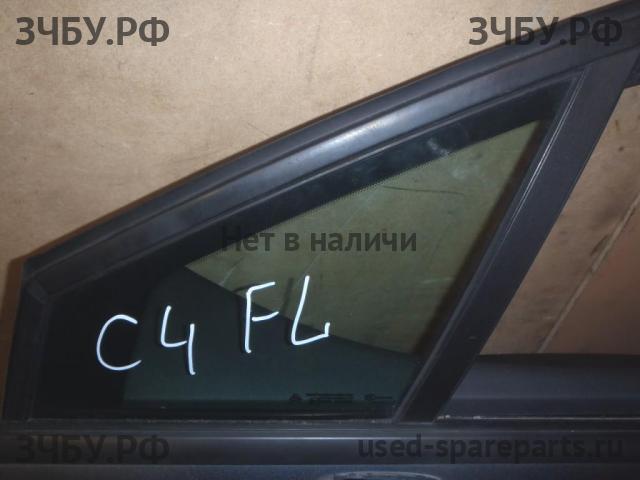 ЗЧБУ.РФ ЗЧБУ.РФ
Нет в наличи
C4 FL
ЗЧБУ.РФ used-spareparts.ru